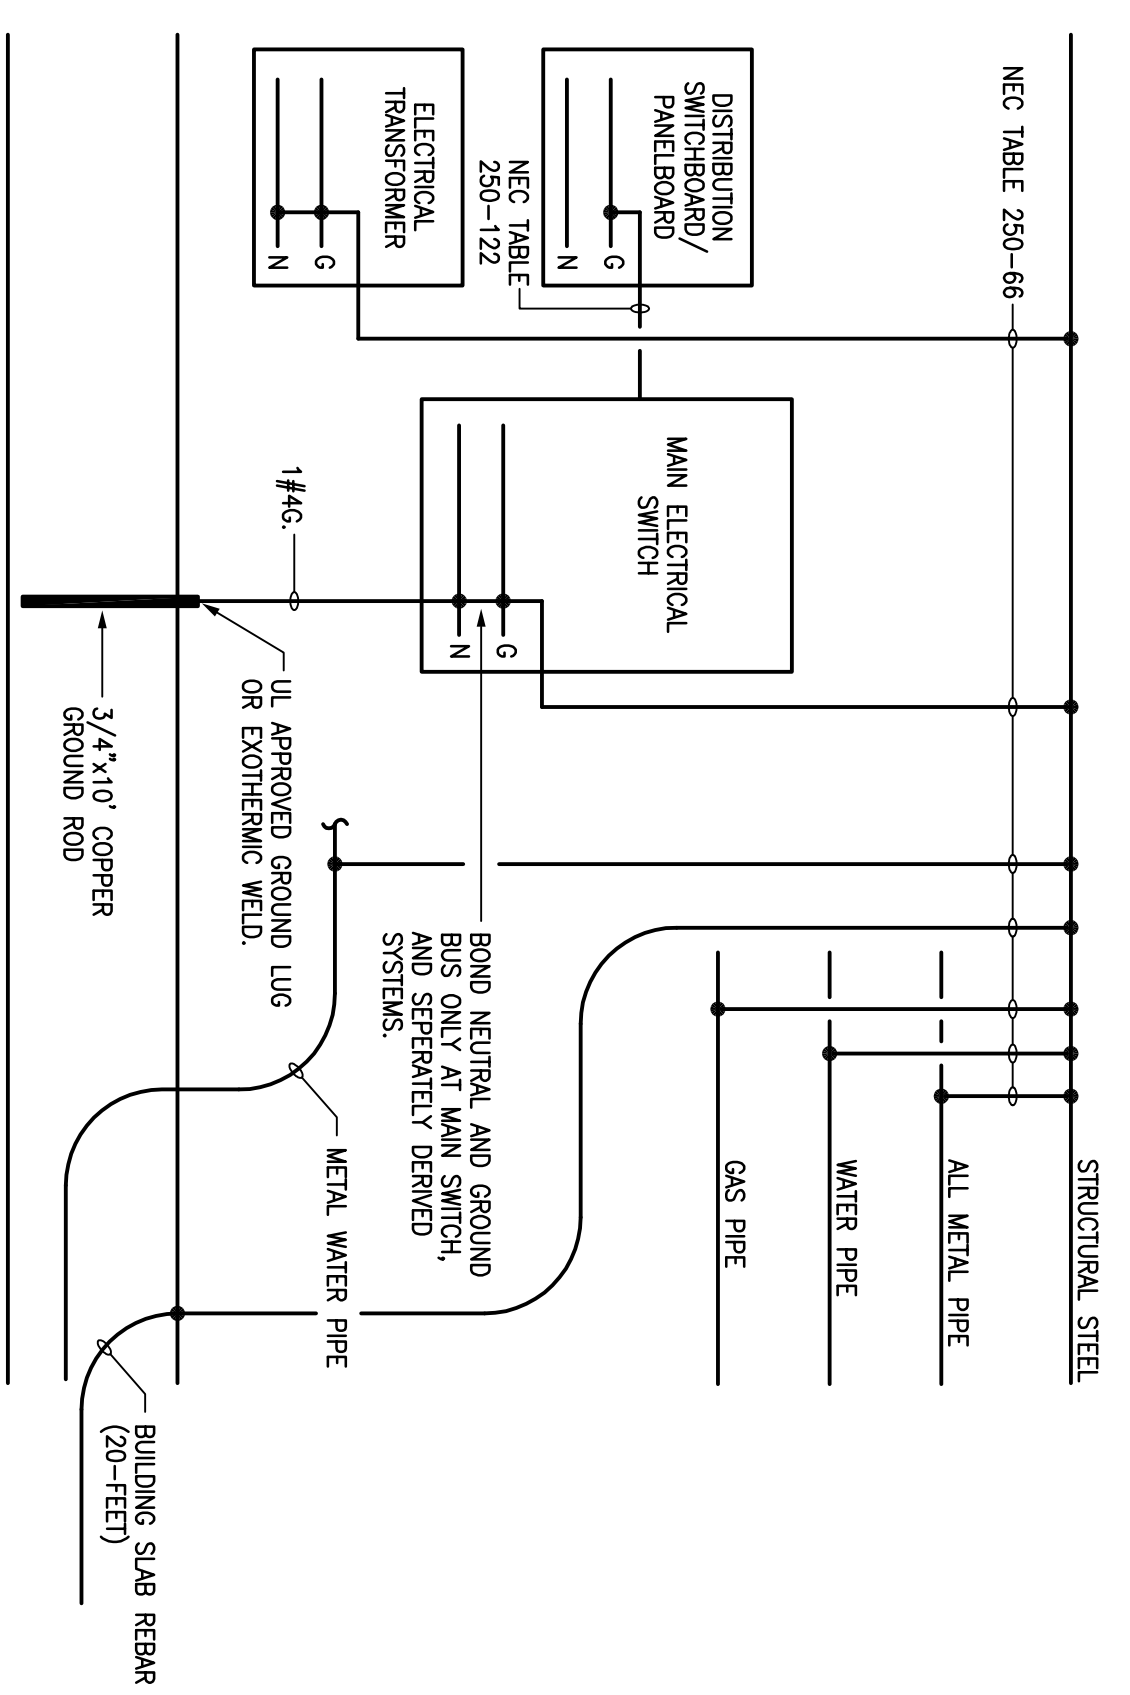 STRUCTURAL STEEL
NEC TABLE 250-66
ALL METAL PIPE
WATER PIPE
GAS PIPE
DISTRIBUTION
SWITCHBOARD/
PANELBOARD
G
N
NEC TABLE
250-122
MAIN ELECTRICAL
SWITCH
G
N
ELECTRICAL
TRANSFORMER
G
N
BOND NEUTRAL AND GROUND
BUS ONLY AT MAIN SWITCH,
AND SEPERATELY DERIVED
SYSTEMS.
METAL WATER PIPE
1#4G.
UL APPROVED GROUND LUG
OR EXOTHERMIC WELD.
3/4"x10' COPPER
GROUND ROD
BUILDING SLAB REBAR
(20-FEET)